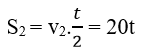 S₂ = v₂.t/2 = 20t